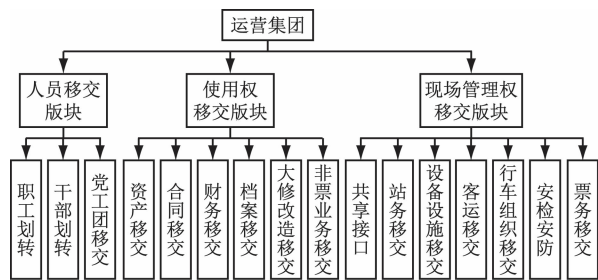 运营集团
人员移交
版块
使用权
移交版块
现场管理权
移交版块
职工划转
干部划转
党工团移交
资产移交
合同移交
财务移交
档案移交
大修改造移交
非票业务移交
共享接口
站务移交
设备设施移交
客运移交
行车组织移交
安检安防
票务移交